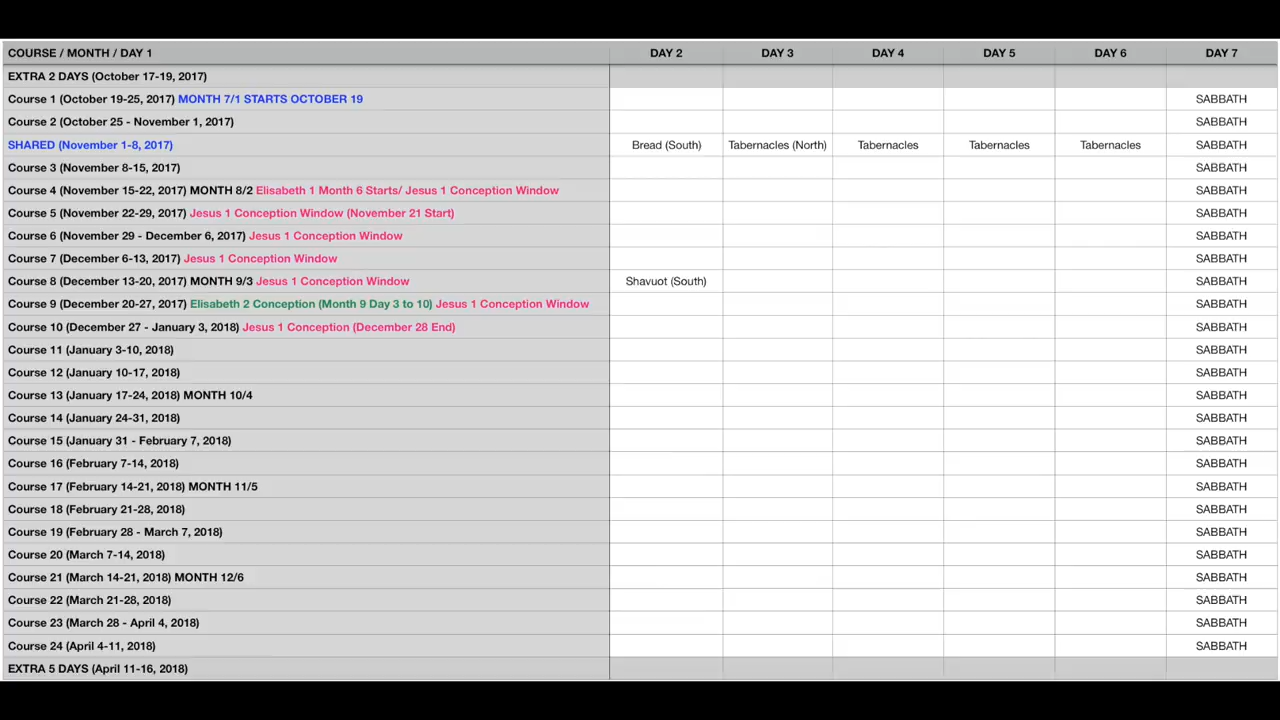 COURSE / MONTH / DAY 1 DAY 2 DAY 3 DAY 4 DAY 5 DAY 6 DAY 7
EXTRA 2 DAYS (October 17-19, 2017)
Course 1 (October 19-25, 2017) MONTH 7/1 STARTS OCTOBER 19 SABBATH
Course 2 (October 25 - November 1, 2017) SABBATH
SHARED (November 1-8, 2017) Bread (South) Tabernacles (North) Tabernacles Tabernacles Tabernacles SABBATH
Course 3 (November 8-15, 2017) SABBATH
Course 4 (November 15-22, 2017) MONTH 8/2 Elisabeth 1 Month 6 Starts/ Jesus 1 Conception Window SABBATH
Course 5 (November 22-29, 2017) Jesus 1 Conception Window (November 21 Start) SABBATH
Course 6 (November 29 - December 6, 2017) Jesus 1 Conception Window SABBATH
Course 7 (December 6-13, 2017) Jesus 1 Conception Window SABBATH
Course 8 (December 13-20, 2017) MONTH 9/3 Jesus 1 Conception Window Shavuot (South) SABBATH
Course 9 (December 20-27, 2017) Elisabeth 2 Conception (Month 9 Day 3 to 10) Jesus 1 Conception Window SABBATH
Course 10 (December 27 - January 3, 2018) Jesus 1 Conception (December 28 End) SABBATH
Course 11 (January 3-10, 2018) SABBATH
Course 12 (January 10-17, 2018) SABBATH
Course 13 (January 17-24, 2018) MONTH 10/4 SABBATH
Course 14 (January 24-31, 2018) SABBATH
Course 15 (January 31 - February 7, 2018) SABBATH
Course 16 (February 7-14, 2018) SABBATH
Course 17 (February 14-21, 2018) MONTH 11/5 SABBATH
Course 18 (February 21-28, 2018) SABBATH
Course 19 (February 28 - March 7, 2018) SABBATH
Course 20 (March 7-14, 2018) SABBATH
Course 21 (March 14-21, 2018) MONTH 12/6 SABBATH
Course 22 (March 21-28, 2018) SABBATH
Course 23 (March 28 - April 4, 2018) SABBATH
Course 24 (April 4-11, 2018) SABBATH
EXTRA 5 DAYS (April 11-16, 2018)